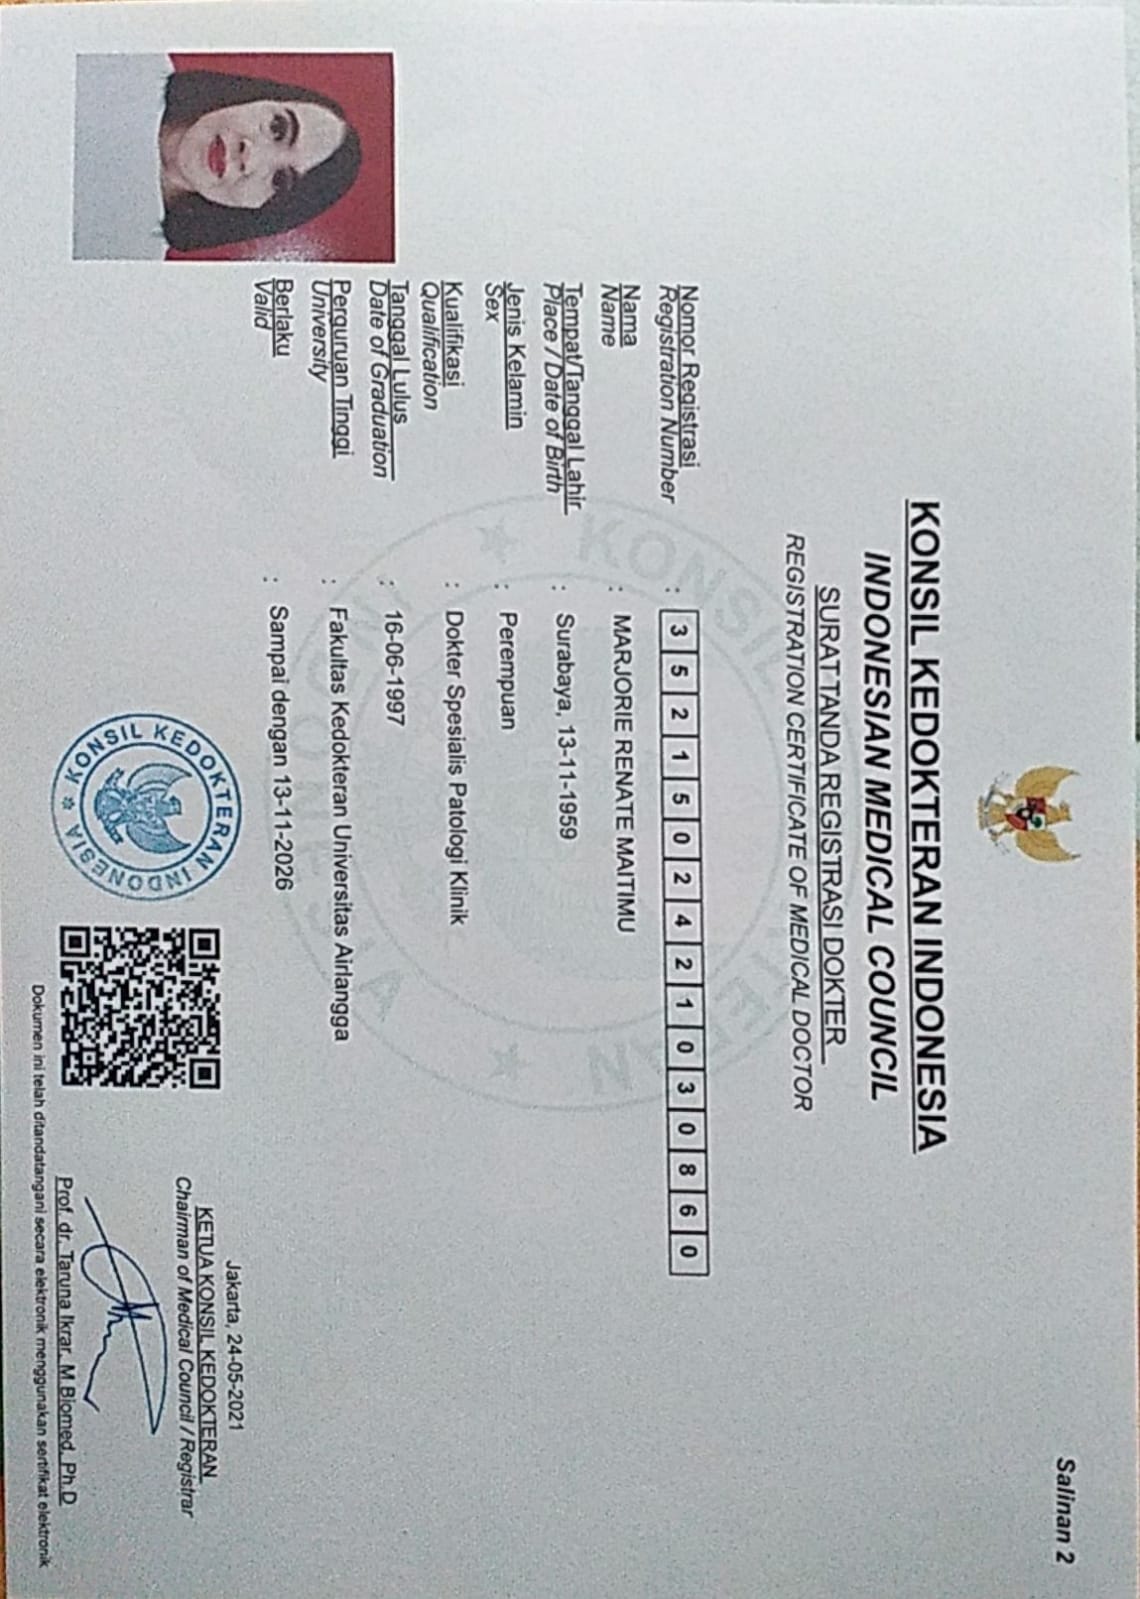 Salinan 2
KONSIL KEDOKTERAN INDONESIA
INDONESIAN MEDICAL COUNCIL
SURAT TANDA REGISTRASI DOKTER
REGISTRATION CERTIFICATE OF MEDICAL DOCTOR
Nomor Registrasi : 3 5 2 1 5 0 2 4 2 1 0 3 0 8 6 0
Registration Number
Nama : MARJORIE RENATE MAITIMU
Name
Tempat/Tanggal Lahir : Surabaya, 13-11-1959
Place / Date of Birth
Jenis Kelamin : Perempuan
Sex
Kualifikasi : Dokter Spesialis Patologi Klinik
Qualification
Tanggal Lulus : 16-06-1997
Date of Graduation
Perguruan Tinggi : Fakultas Kedokteran Universitas Airlangga
University
Berlaku : Sampai dengan 13-11-2026
Valid
KONSIL KEDOKTERAN INDONESIA
Jakarta, 24-05-2021
KETUA KONSIL KEDOKTERAN
Chairman of Medical Council / Registrar
Prof. dr. Taruna Ikrar, M Biomed, Ph.D
Dokumen ini telah ditandatangani secara elektronik menggunakan sertifikat elektronik